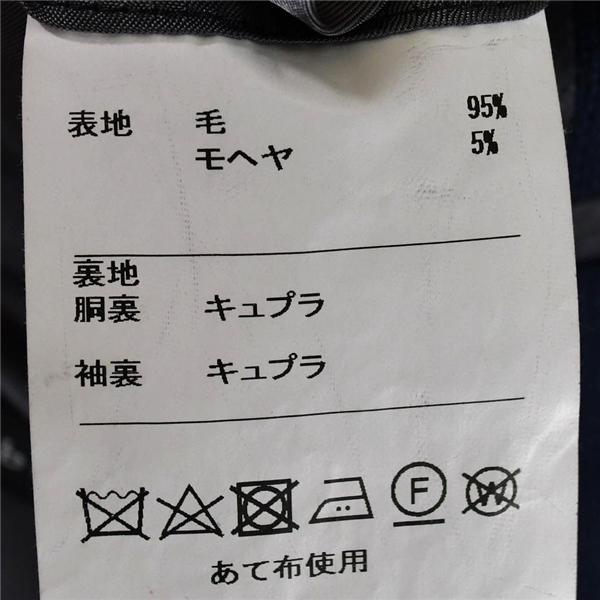 表地 毛 95%
モヘヤ 5%
裏地
胴裏 キュプラ
袖裏 キュプラ
F W
あて布使用